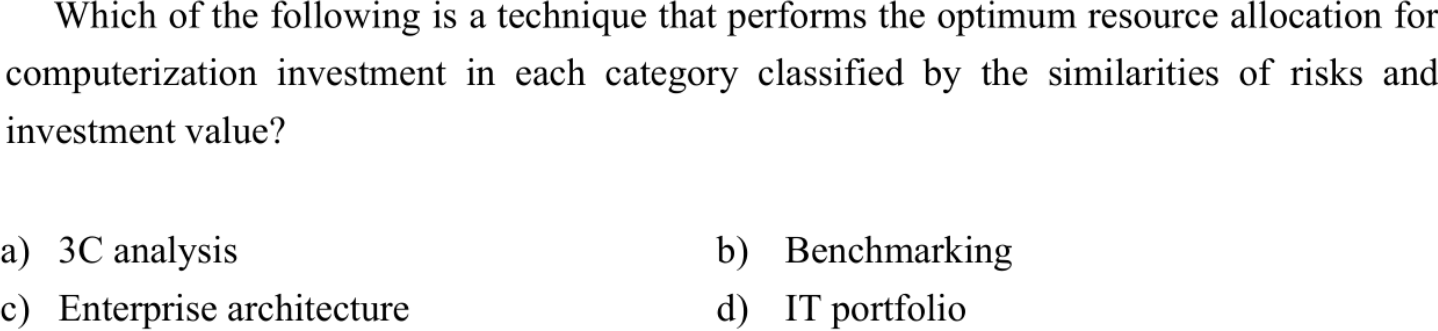 Which of the following is a technique that performs the optimum resource allocation for
computerization investment in each category classified by the similarities of risks and
investment value?
a) 3C analysis b) Benchmarking
c) Enterprise architecture d) IT portfolio